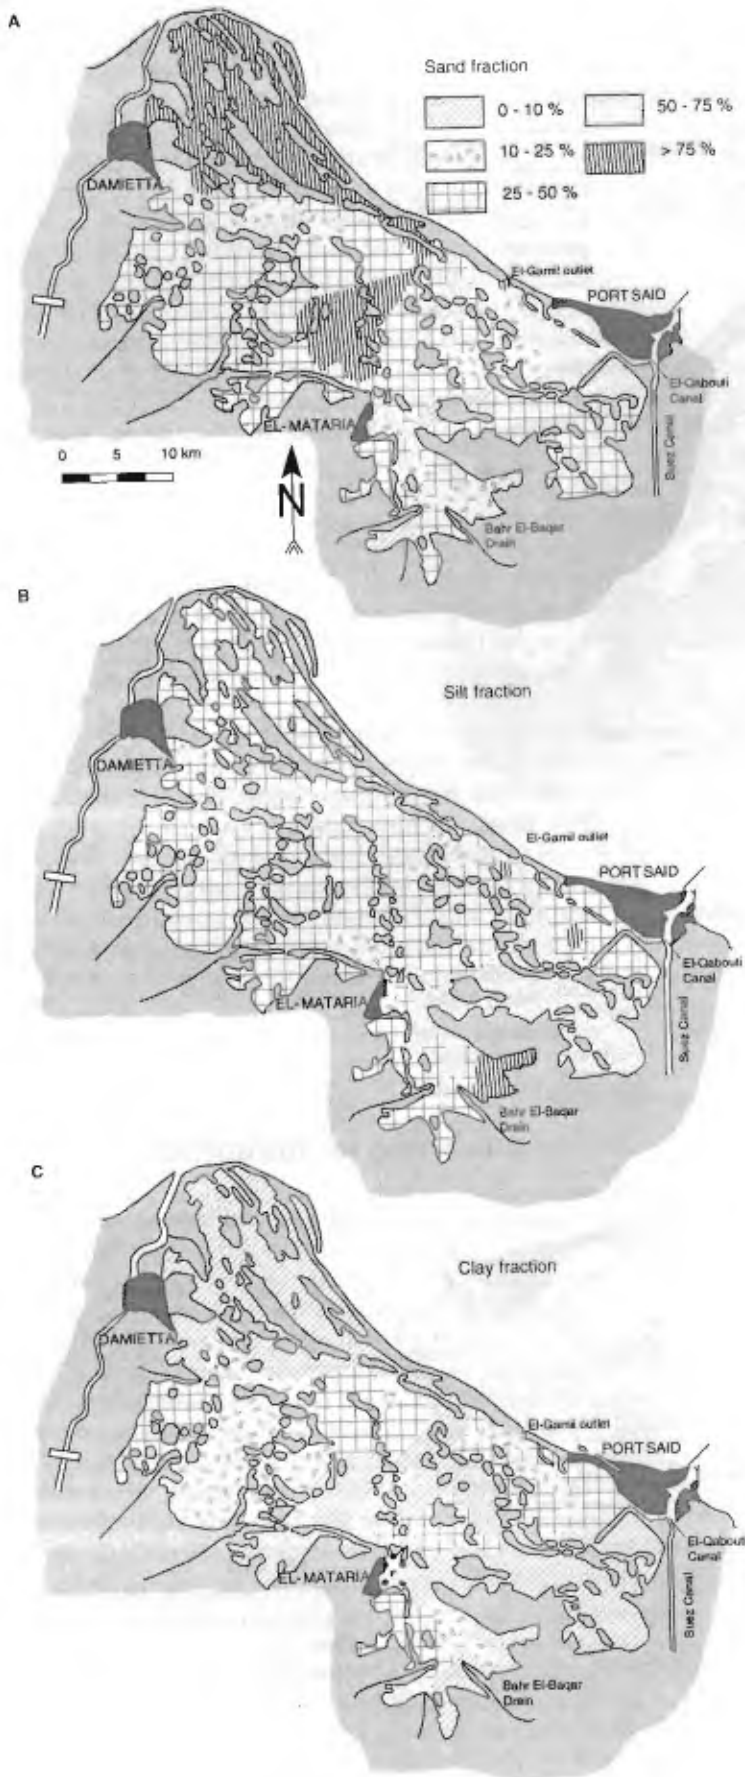 A
Sand fraction
0 - 10 %
50 - 75 %
10 - 25 %
> 75 %
25 - 50 %
DAMIETTA
El-Gamil outlet
PORT SAID
El-Qabouti
Canal
Suez Canal
EL-MATARIA
0 5 10 km
N
Bahr El-Baqar
Drain
B
Silt fraction
DAMIETTA
El-Gamil outlet
PORT SAID
El-Qabouti
Canal
Suez Canal
EL-MATARIA
Bahr El-Baqar
Drain
C
Clay fraction
DAMIETTA
El-Gamil outlet
PORT SAID
El-Qabouti
Canal
Suez Canal
EL-MATARIA
Bahr El-Baqar
Drain